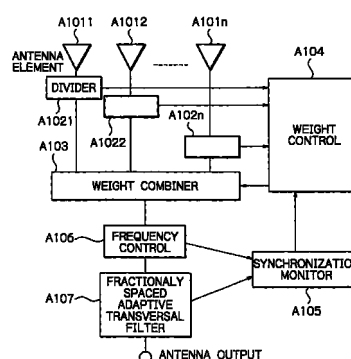 A1011
A1012
A101n
A104
ANTENNA
ELEMENT
DIVIDER
A1021
A1022
A102n
WEIGHT
CONTROL
A103
WEIGHT COMBINER
A106
FREQUENCY
CONTROL
SYNCHRONIZATION
MONITOR
A107
FRACTIONALY
SPACED
ADAPTIVE
TRANSVERSAL
FILTER
A105
ANTENNA OUTPUT